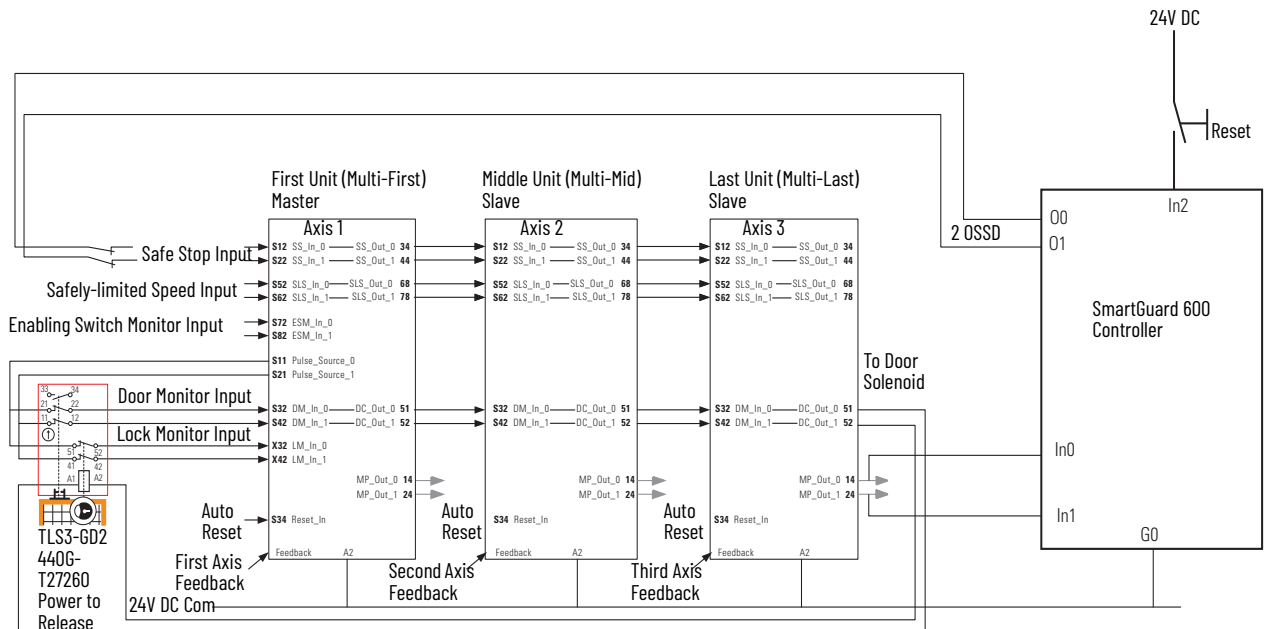 24V DC
Reset
In2
O0
O1
2 OSSD
SmartGuard 600
Controller
In0
In1
G0
First Unit (Multi-First)
Master
Axis 1
Middle Unit (Multi-Mid)
Slave
Axis 2
Last Unit (Multi-Last)
Slave
Axis 3
Safe Stop Input
Safely-limited Speed Input
Enabling Switch Monitor Input
Door Monitor Input
Lock Monitor Input
S12 SS_In_0 SS_Out_0 34
S22 SS_In_1 SS_Out_1 44
S52 SLS_In_0 SLS_Out_0 68
S62 SLS_In_1 SLS_Out_1 78
S72 ESM_In_0
S82 ESM_In_1
S11 Pulse_Source_0
S21 Pulse_Source_1
S32 DM_In_0 DC_Out_0 51
S42 DM_In_1 DC_Out_1 52
X32 LM_In_0
X42 LM_In_1
MP_Out_0 14
MP_Out_1 24
Auto
Reset
S34 Reset_In
Feedback A2
First Axis
Feedback
S12 SS_In_0 SS_Out_0 34
S22 SS_In_1 SS_Out_1 44
S52 SLS_In_0 SLS_Out_0 68
S62 SLS_In_1 SLS_Out_1 78
S32 DM_In_0 DC_Out_0 51
S42 DM_In_1 DC_Out_1 52
MP_Out_0 14
MP_Out_1 24
Auto
Reset
S34 Reset_In
Feedback A2
Second Axis
Feedback
S12 SS_In_0 SS_Out_0 34
S22 SS_In_1 SS_Out_1 44
S52 SLS_In_0 SLS_Out_0 68
S62 SLS_In_1 SLS_Out_1 78
S32 DM_In_0 DC_Out_0 51
S42 DM_In_1 DC_Out_1 52
MP_Out_0 14
MP_Out_1 24
Auto
Reset
S34 Reset_In
Feedback A2
Third Axis
Feedback
To Door
Solenoid
33 34
21 22
11 12
51 52
41 42
A1 A2
TLS3-GD2
440G-
T27260
Power to
Release
24V DC Com